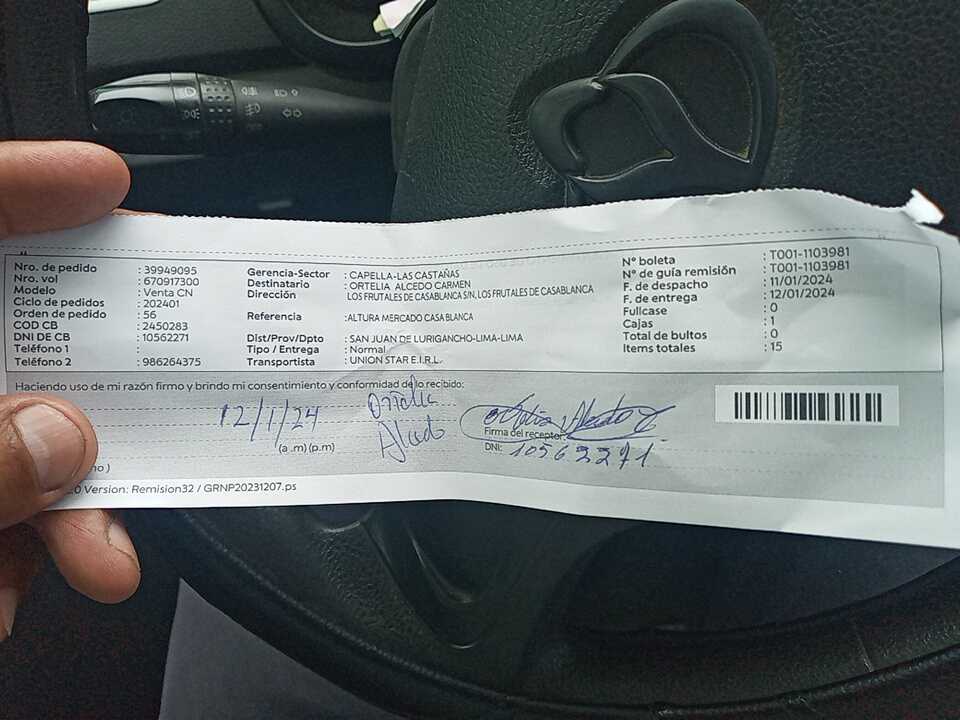 Nro. de pedido : 39949095
Nro. vol : 670917300
Modelo : Venta CN
Ciclo de pedidos : 202401
Orden de pedido : 56
COD CB : 2450283
DNI DE CB : 10562271
Teléfono 1 :
Teléfono 2 : 986264375
Gerencia-Sector : CAPELLA-LAS CASTAÑAS
Destinatario : ORTELIA ALCEDO CARMEN
Dirección : LOS FRUTALES DE CASABLANCA S/N, LOS FRUTALES DE CASABLANCA
Referencia :ALTURA MERCADO CASA BLANCA
Dist/Prov/Dpto : SAN JUAN DE LURIGANCHO-LIMA-LIMA
Tipo / Entrega : Normal
Transportista : UNION STAR E.I.R.L.
N° boleta : T001-1103981
N° de guía remisión : T001-1103981
F. de despacho : 11/01/2024
F. de entrega : 12/01/2024
Fullcase : 0
Cajas : 1
Total de bultos : 0
Items totales : 15
Haciendo uso de mi razón firmo y brindo mi consentimiento y conformidad de lo recibido:
12/1/24
(a .m) (p.m)
Ortelia
Alcedo
Firma del receptor
DNI: 10562271
no )
.0 Version: Remision32 / GRNP20231207.ps